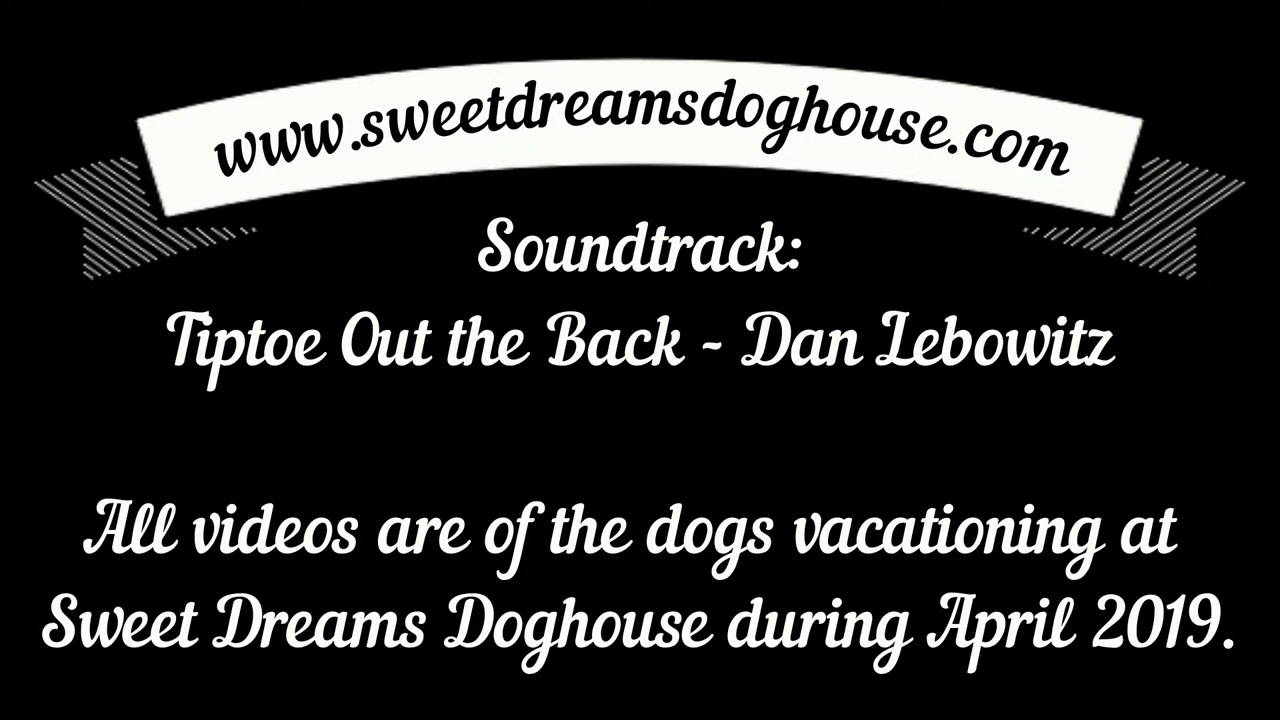 www.sweetdreamsdoghouse.com
Soundtrack:
Tiptoe Out the Back - Dan Lebowitz
All videos are of the dogs vacationing at
Sweet Dreams Doghouse during April 2019.